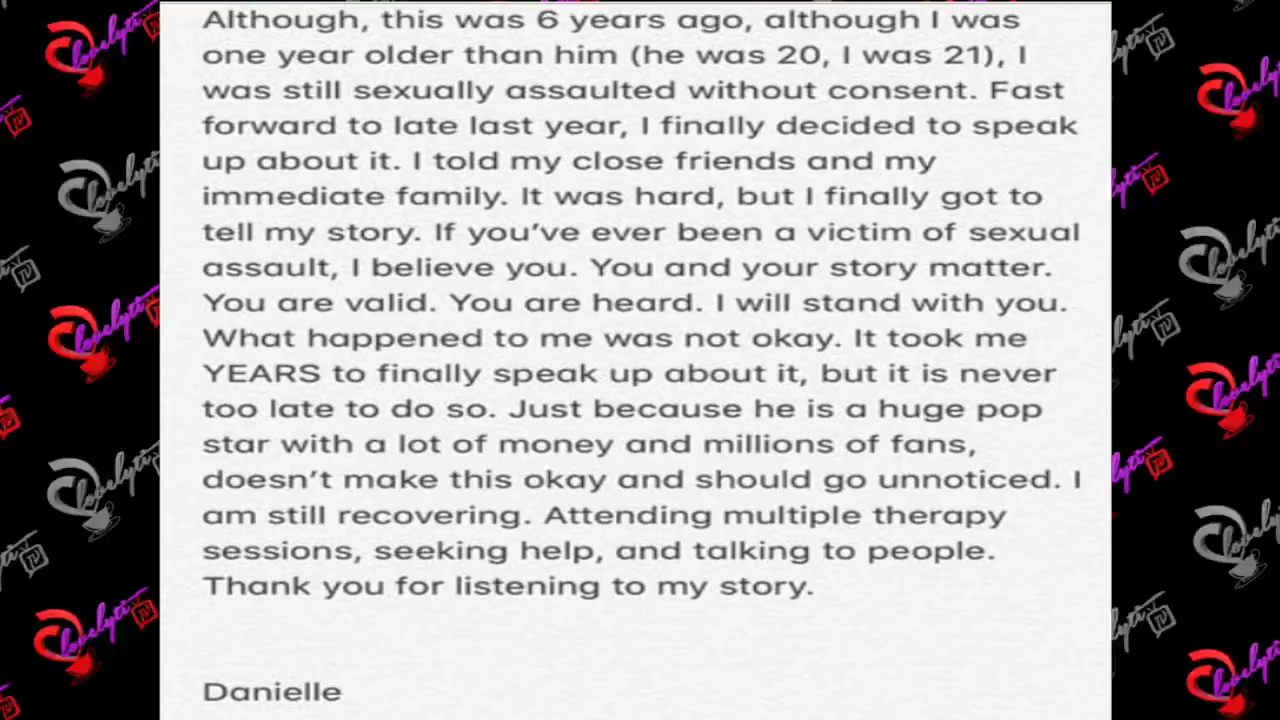 Although, this was 6 years ago, although I was
one year older than him (he was 20, I was 21), I
was still sexually assaulted without consent. Fast
forward to late last year, I finally decided to speak
up about it. I told my close friends and my
immediate family. It was hard, but I finally got to
tell my story. If you’ve ever been a victim of sexual
assault, I believe you. You and your story matter.
You are valid. You are heard. I will stand with you.
What happened to me was not okay. It took me
YEARS to finally speak up about it, but it is never
too late to do so. Just because he is a huge pop
star with a lot of money and millions of fans,
doesn’t make this okay and should go unnoticed. I
am still recovering. Attending multiple therapy
sessions, seeking help, and talking to people.
Thank you for listening to my story.
Danielle